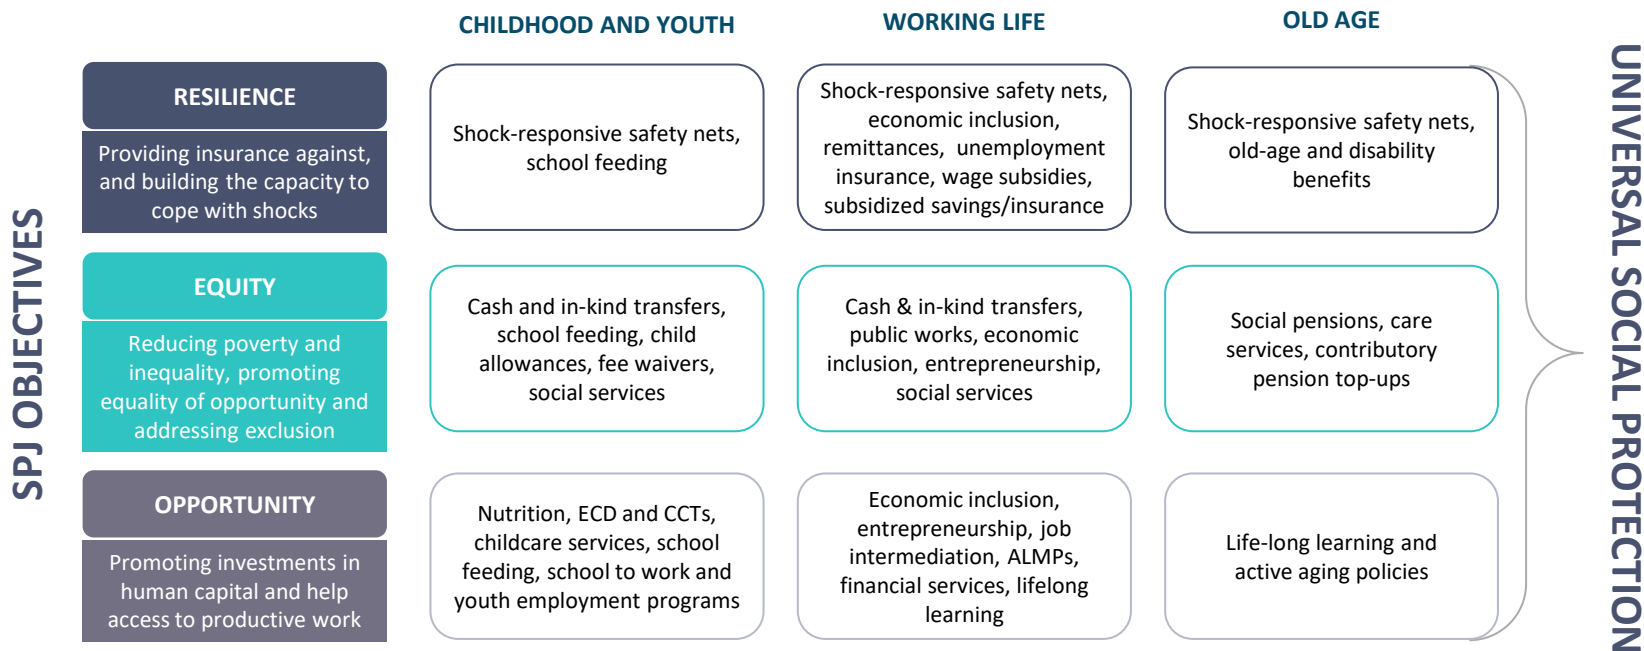 CHILDHOOD AND YOUTH
WORKING LIFE
OLD AGE
SPJ OBJECTIVES
RESILIENCE
Providing insurance against,
and building the capacity to
cope with shocks
Shock-responsive safety nets,
school feeding
Shock-responsive safety nets,
economic inclusion,
remittances, unemployment
insurance, wage subsidies,
subsidized savings/insurance
Shock-responsive safety nets,
old-age and disability
benefits
EQUITY
Reducing poverty and
inequality, promoting
equality of opportunity and
addressing exclusion
Cash and in-kind transfers,
school feeding, child
allowances, fee waivers,
social services
Cash & in-kind transfers,
public works, economic
inclusion, entrepreneurship,
social services
Social pensions, care
services, contributory
pension top-ups
OPPORTUNITY
Promoting investments in
human capital and help
access to productive work
Nutrition, ECD and CCTs,
childcare services, school
feeding, school to work and
youth employment programs
Economic inclusion,
entrepreneurship, job
intermediation, ALMPs,
financial services, lifelong
learning
Life-long learning and
active aging policies
UNIVERSAL SOCIAL PROTECTION